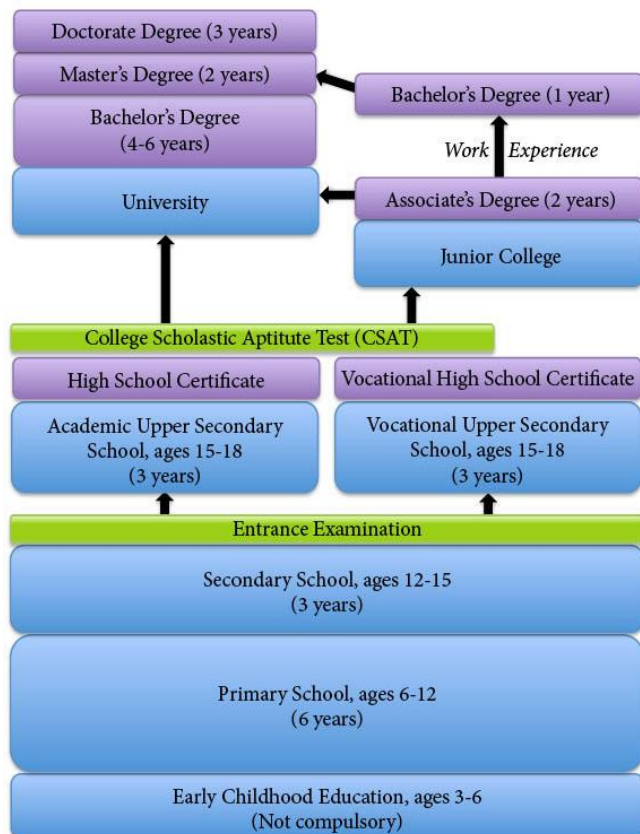 Doctorate Degree (3 years)
Master's Degree (2 years)
Bachelor's Degree (1 year)
Bachelor's Degree
(4-6 years)
Work Experience
University
Associate's Degree (2 years)
Junior College
College Scholastic Aptitute Test (CSAT)
High School Certificate
Vocational High School Certificate
Academic Upper Secondary
School, ages 15-18
(3 years)
Vocational Upper Secondary
School, ages 15-18
(3 years)
Entrance Examination
Secondary School, ages 12-15
(3 years)
Primary School, ages 6-12
(6 years)
Early Childhood Education, ages 3-6
(Not compulsory)